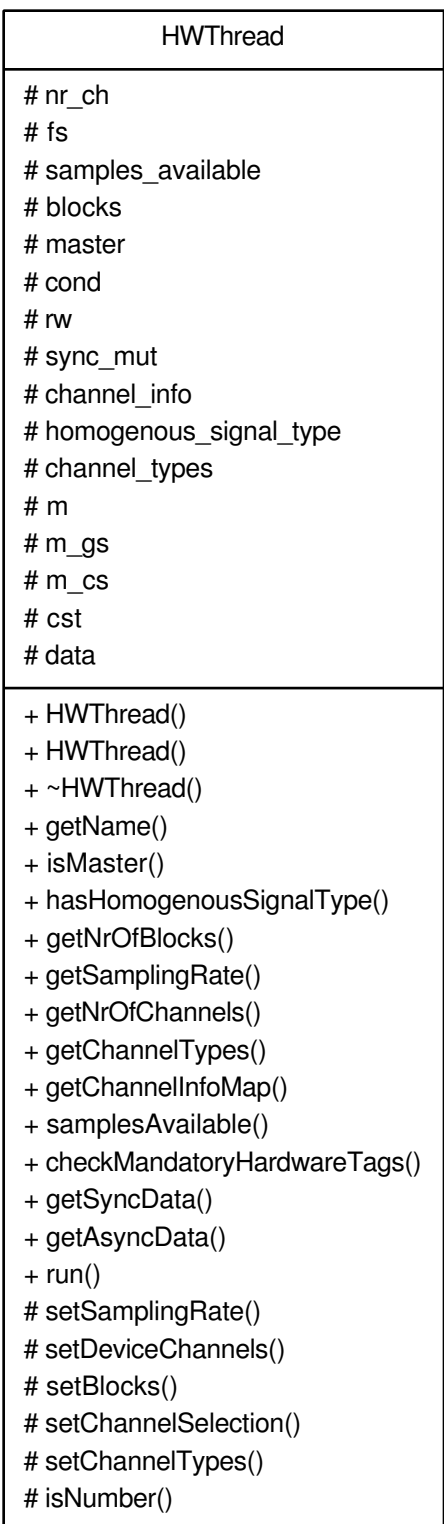 HWThread
# nr_ch
# fs
# samples_available
# blocks
# master
# cond
# rw
# sync_mut
# channel_info
# homogenous_signal_type
# channel_types
# m
# m_gs
# m_cs
# cst
# data
+ HWThread()
+ HWThread()
+ ~HWThread()
+ getName()
+ isMaster()
+ hasHomogenousSignalType()
+ getNrOfBlocks()
+ getSamplingRate()
+ getNrOfChannels()
+ getChannelTypes()
+ getChannelInfoMap()
+ samplesAvailable()
+ checkMandatoryHardwareTags()
+ getSyncData()
+ getAsyncData()
+ run()
# setSamplingRate()
# setDeviceChannels()
# setBlocks()
# setChannelSelection()
# setChannelTypes()
# isNumber()